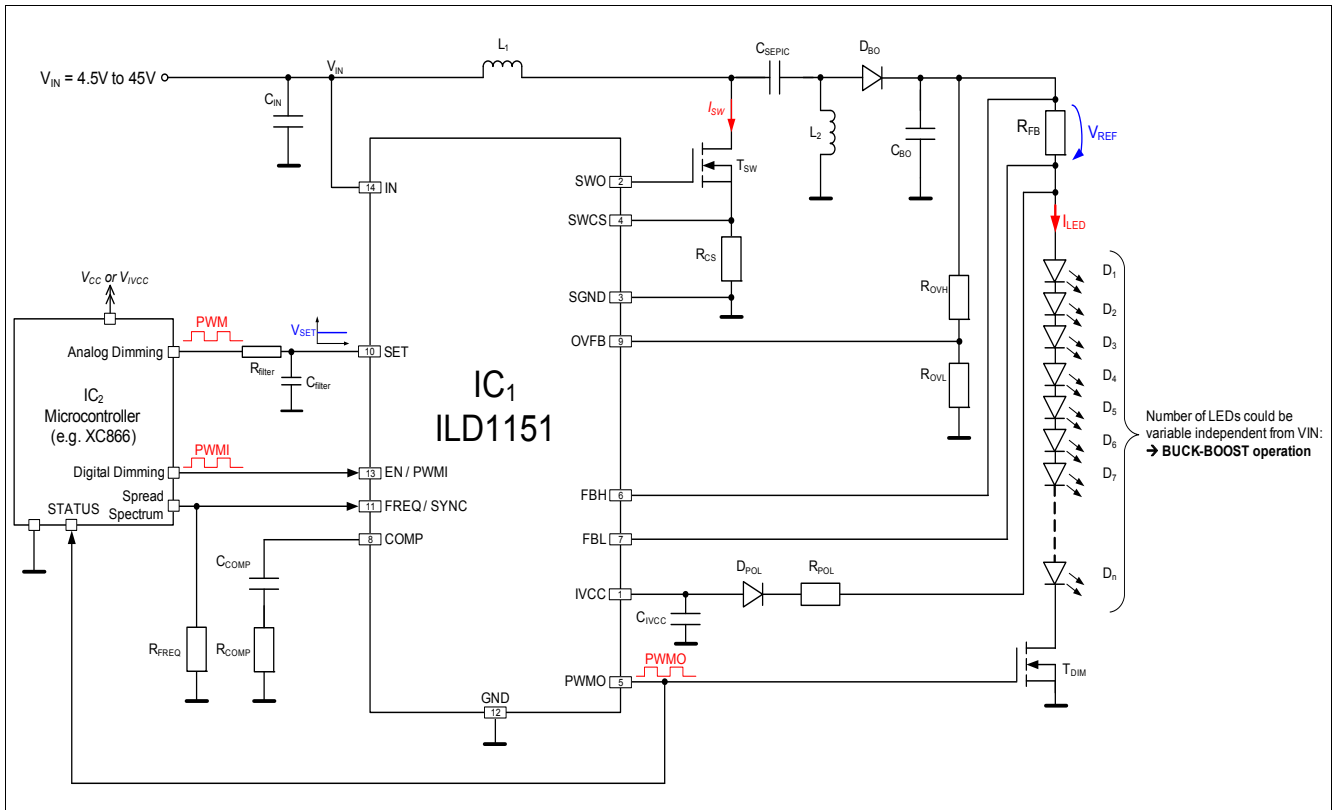 L1
CSEPIC
DBO
VIN = 4.5V to 45V
VIN
CIN
ISW
L2
CBO
RFB
VREF
TSW
14 IN
SWO 2
SWCS 4
RCS
SGND 3
ILED
VCC or VIVCC
PWM
VSET
Analog Dimming
Rfilter
Cfilter
10 SET
OVFB 9
ROVH
ROVL
IC1
ILD1151
IC2
Microcontroller
(e.g. XC866)
D1
D2
D3
D4
D5
D6
D7
Dn
Number of LEDs could be
variable independent from VIN:
→ BUCK-BOOST operation
PWMI
Digital Dimming
13 EN / PWMI
Spread
Spectrum
STATUS
11 FREQ / SYNC
8 COMP
FBH 6
FBL 7
CCOMP
RFREQ
RCOMP
IVCC 1
DPOL
RPOL
CIVCC
PWMO
PWMO 5
TDIM
GND
12